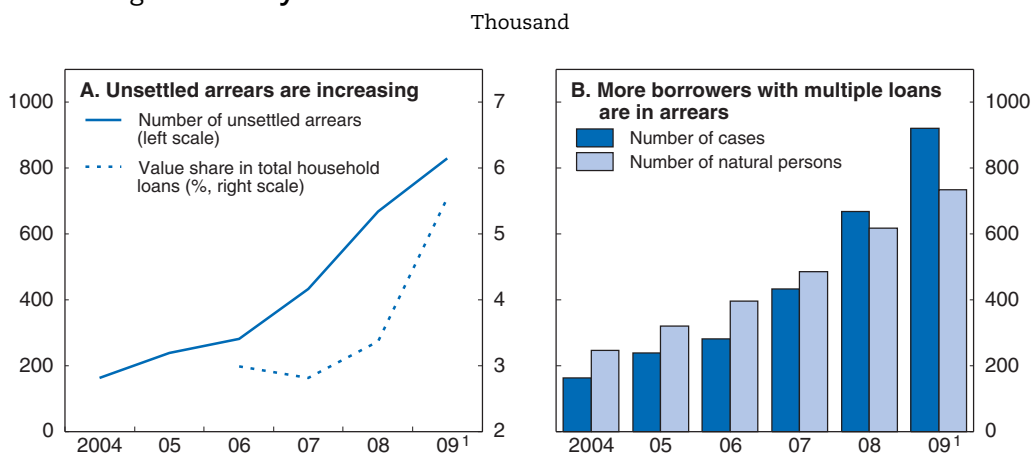 Thousand
A. Unsettled arrears are increasing
Number of unsettled arrears
(left scale)
Value share in total household
loans (%, right scale)
1000
800
600
400
200
0
7
6
5
4
3
2
2004 05 06 07 08 09 1
B. More borrowers with multiple loans
are in arrears
Number of cases
Number of natural persons
1000
800
600
400
200
0
2004 05 06 07 08 09 1